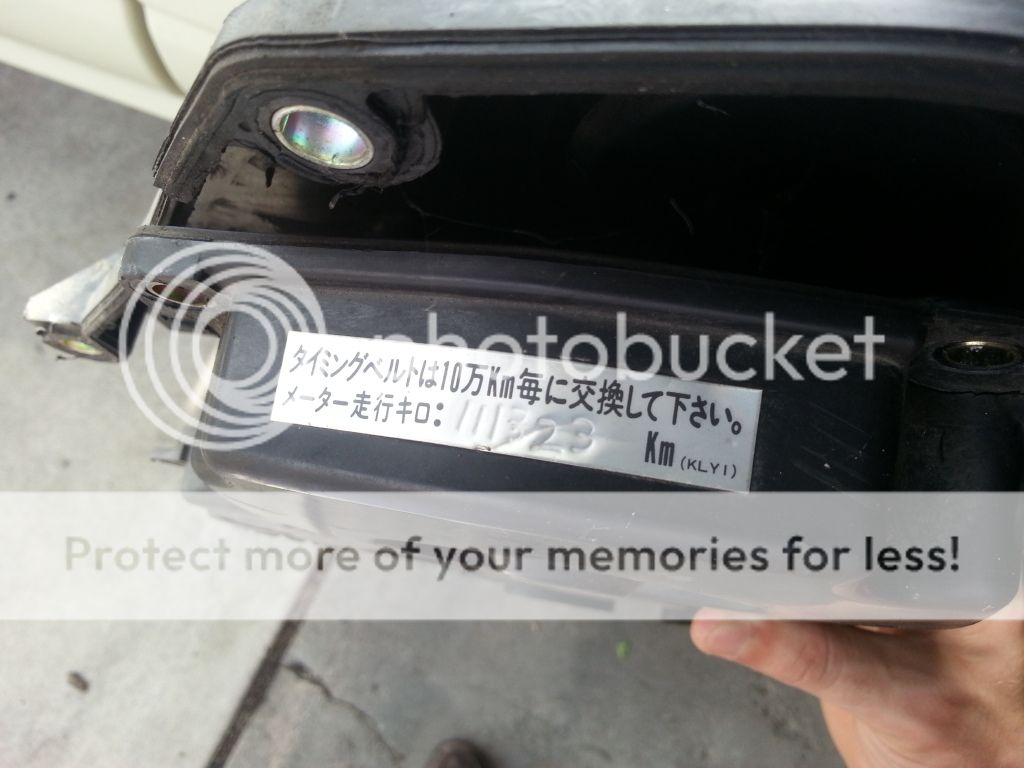 photobucket
タイミングベルトは10万Km毎に交換して下さい。
メーター走行キロ: Km (KLY1)
Protect more of your memories for less!